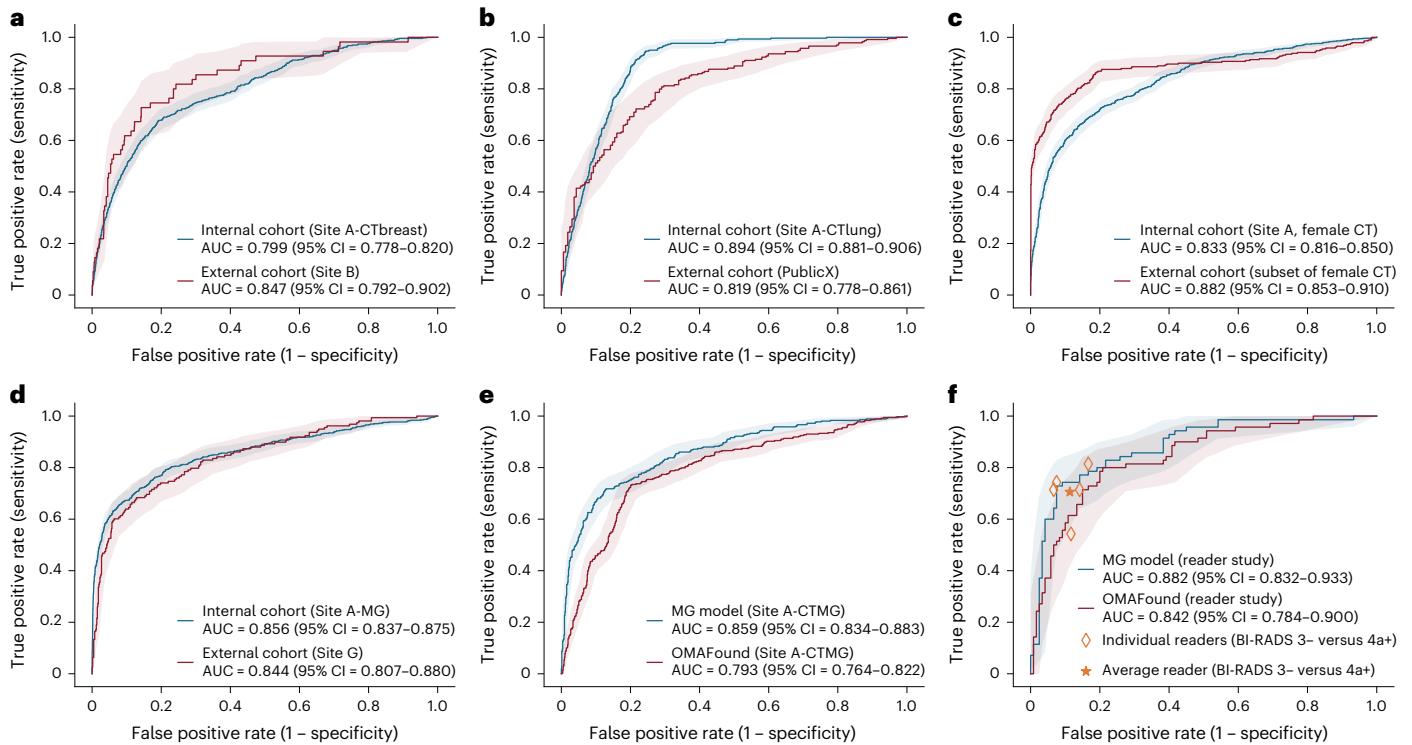 a
True positive rate (sensitivity)
1.0
0.8
0.6
0.4
0.2
0
Internal cohort (Site A-CTbreast)
AUC = 0.799 (95% CI = 0.778–0.820)
External cohort (Site B)
AUC = 0.847 (95% CI = 0.792–0.902)
0 0.2 0.4 0.6 0.8 1.0
False positive rate (1 – specificity)
b
True positive rate (sensitivity)
1.0
0.8
0.6
0.4
0.2
0
Internal cohort (Site A-CTlung)
AUC = 0.894 (95% CI = 0.881–0.906)
External cohort (PublicX)
AUC = 0.819 (95% CI = 0.778–0.861)
0 0.2 0.4 0.6 0.8 1.0
False positive rate (1 – specificity)
c
True positive rate (sensitivity)
1.0
0.8
0.6
0.4
0.2
0
Internal cohort (Site A, female CT)
AUC = 0.833 (95% CI = 0.816–0.850)
External cohort (subset of female CT)
AUC = 0.882 (95% CI = 0.853–0.910)
0 0.2 0.4 0.6 0.8 1.0
False positive rate (1 – specificity)
d
True positive rate (sensitivity)
1.0
0.8
0.6
0.4
0.2
0
Internal cohort (Site A-MG)
AUC = 0.856 (95% CI = 0.837–0.875)
External cohort (Site G)
AUC = 0.844 (95% CI = 0.807–0.880)
0 0.2 0.4 0.6 0.8 1.0
False positive rate (1 – specificity)
e
True positive rate (sensitivity)
1.0
0.8
0.6
0.4
0.2
0
MG model (Site A-CTMG)
AUC = 0.859 (95% CI = 0.834–0.883)
OMAFound (Site A-CTMG)
AUC = 0.793 (95% CI = 0.764–0.822)
0 0.2 0.4 0.6 0.8 1.0
False positive rate (1 – specificity)
f
True positive rate (sensitivity)
1.0
0.8
0.6
0.4
0.2
0
MG model (reader study)
AUC = 0.882 (95% CI = 0.832–0.933)
OMAFound (reader study)
AUC = 0.842 (95% CI = 0.784–0.900)
Individual readers (BI-RADS 3– versus 4a+)
Average reader (BI-RADS 3– versus 4a+)
0 0.2 0.4 0.6 0.8 1.0
False positive rate (1 – specificity)